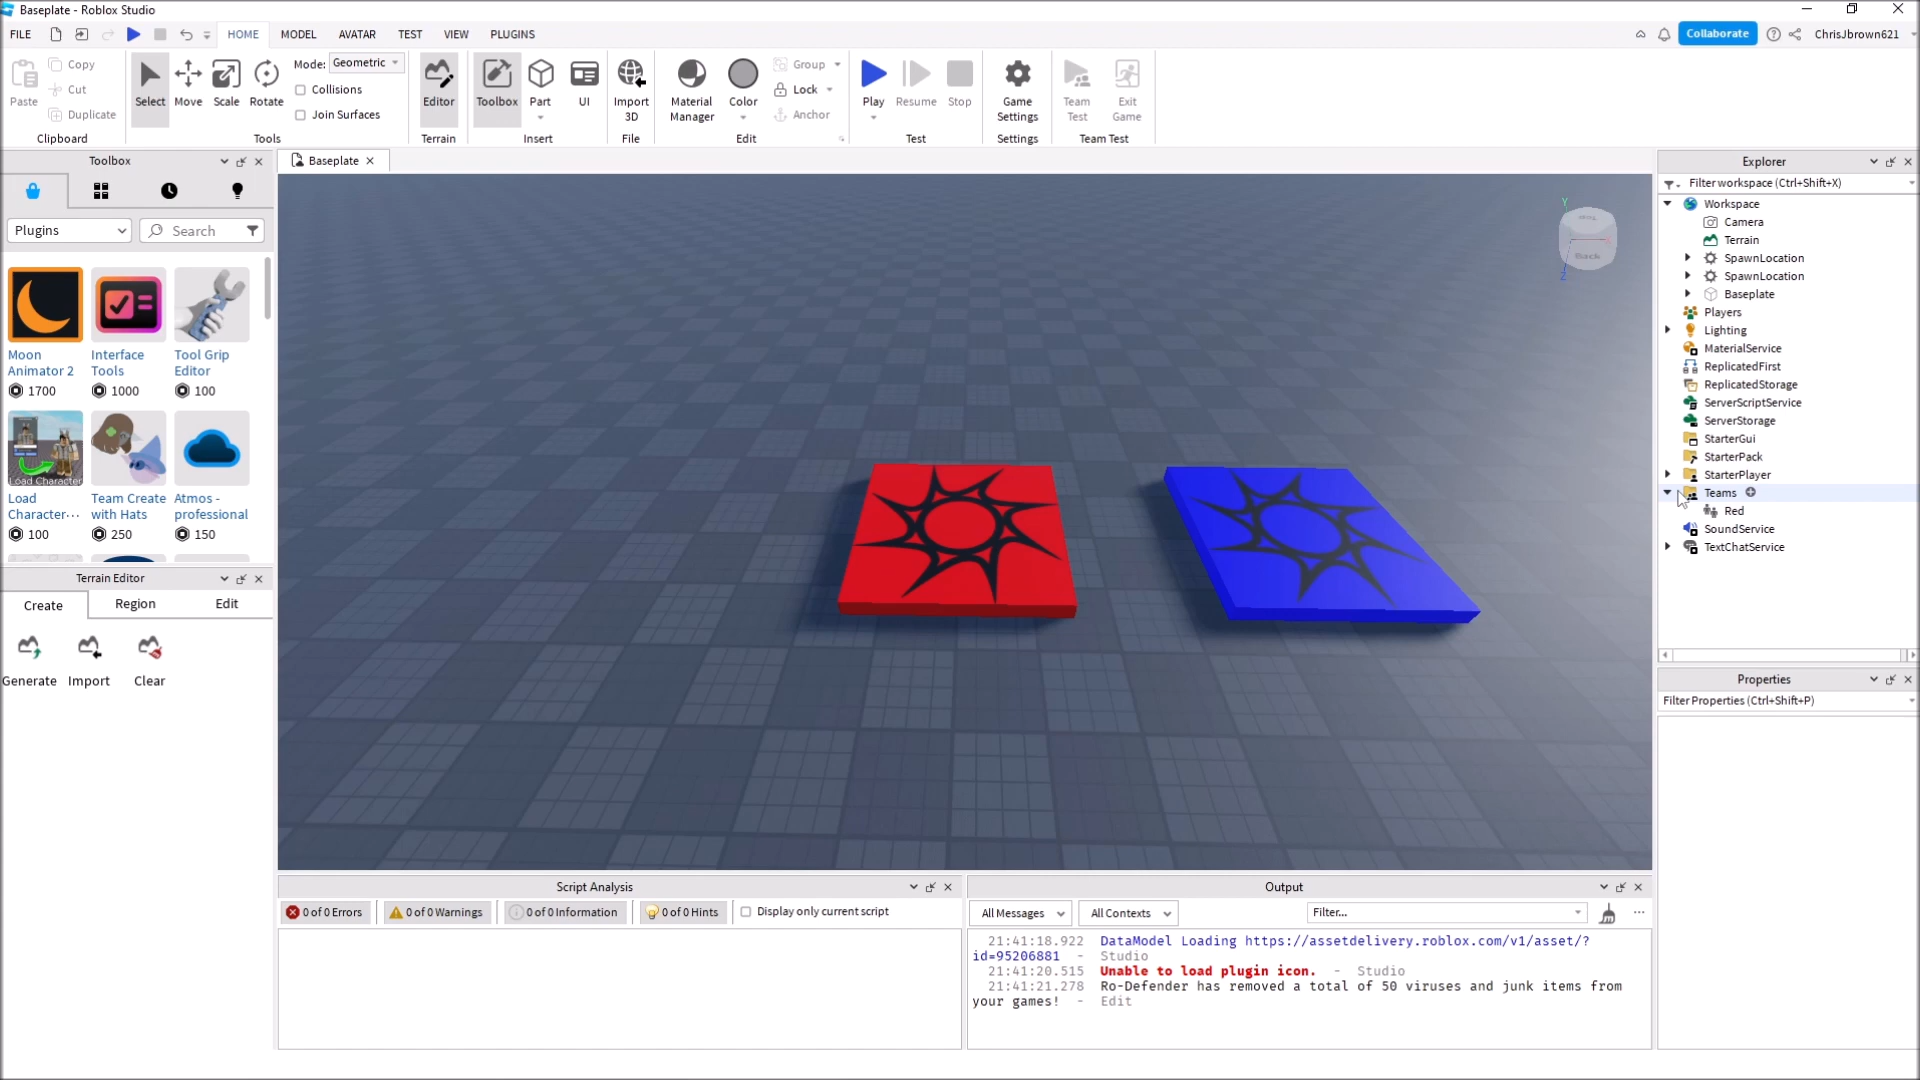 Baseplate - Roblox Studio
FILE
HOME MODEL AVATAR TEST VIEW PLUGINS
Collaborate
ChrisJbrown621
Paste
Copy
Cut
Duplicate
Clipboard
Select Move Scale Rotate
Mode: Geometric
Collisions
Join Surfaces
Tools
Editor
Terrain
Toolbox Part UI
Insert
Import 3D
File
Material Manager
Color
Group
Lock
Anchor
Edit
Play Resume Stop
Test
Game Settings
Settings
Team Test
Exit Game
Team Test
Toolbox
Plugins
Search
Moon Animator 2
1700
Interface Tools
1000
Tool Grip Editor
100
Load Character
Load Character···
100
Team Create with Hats
250
Atmos - professional
150
Terrain Editor
Create Region Edit
Generate Import Clear
Baseplate
Y
Z
Back
Explorer
Filter workspace (Ctrl+Shift+X)
Workspace
Camera
Terrain
SpawnLocation
SpawnLocation
Baseplate
Players
Lighting
MaterialService
ReplicatedFirst
ReplicatedStorage
ServerScriptService
ServerStorage
StarterGui
StarterPack
StarterPlayer
Teams
Red
SoundService
TextChatService
Properties
Filter Properties (Ctrl+Shift+P)
Script Analysis
0 of 0 Errors
0 of 0 Warnings
0 of 0 Information
0 of 0 Hints
Display only current script
Output
All Messages
All Contexts
Filter...
21:41:18.922 DataModel Loading https://assetdelivery.roblox.com/v1/asset/?
id=95206881 - Studio
21:41:20.515 Unable to load plugin icon. - Studio
21:41:21.278 Ro-Defender has removed a total of 50 viruses and junk items from
your games! - Edit